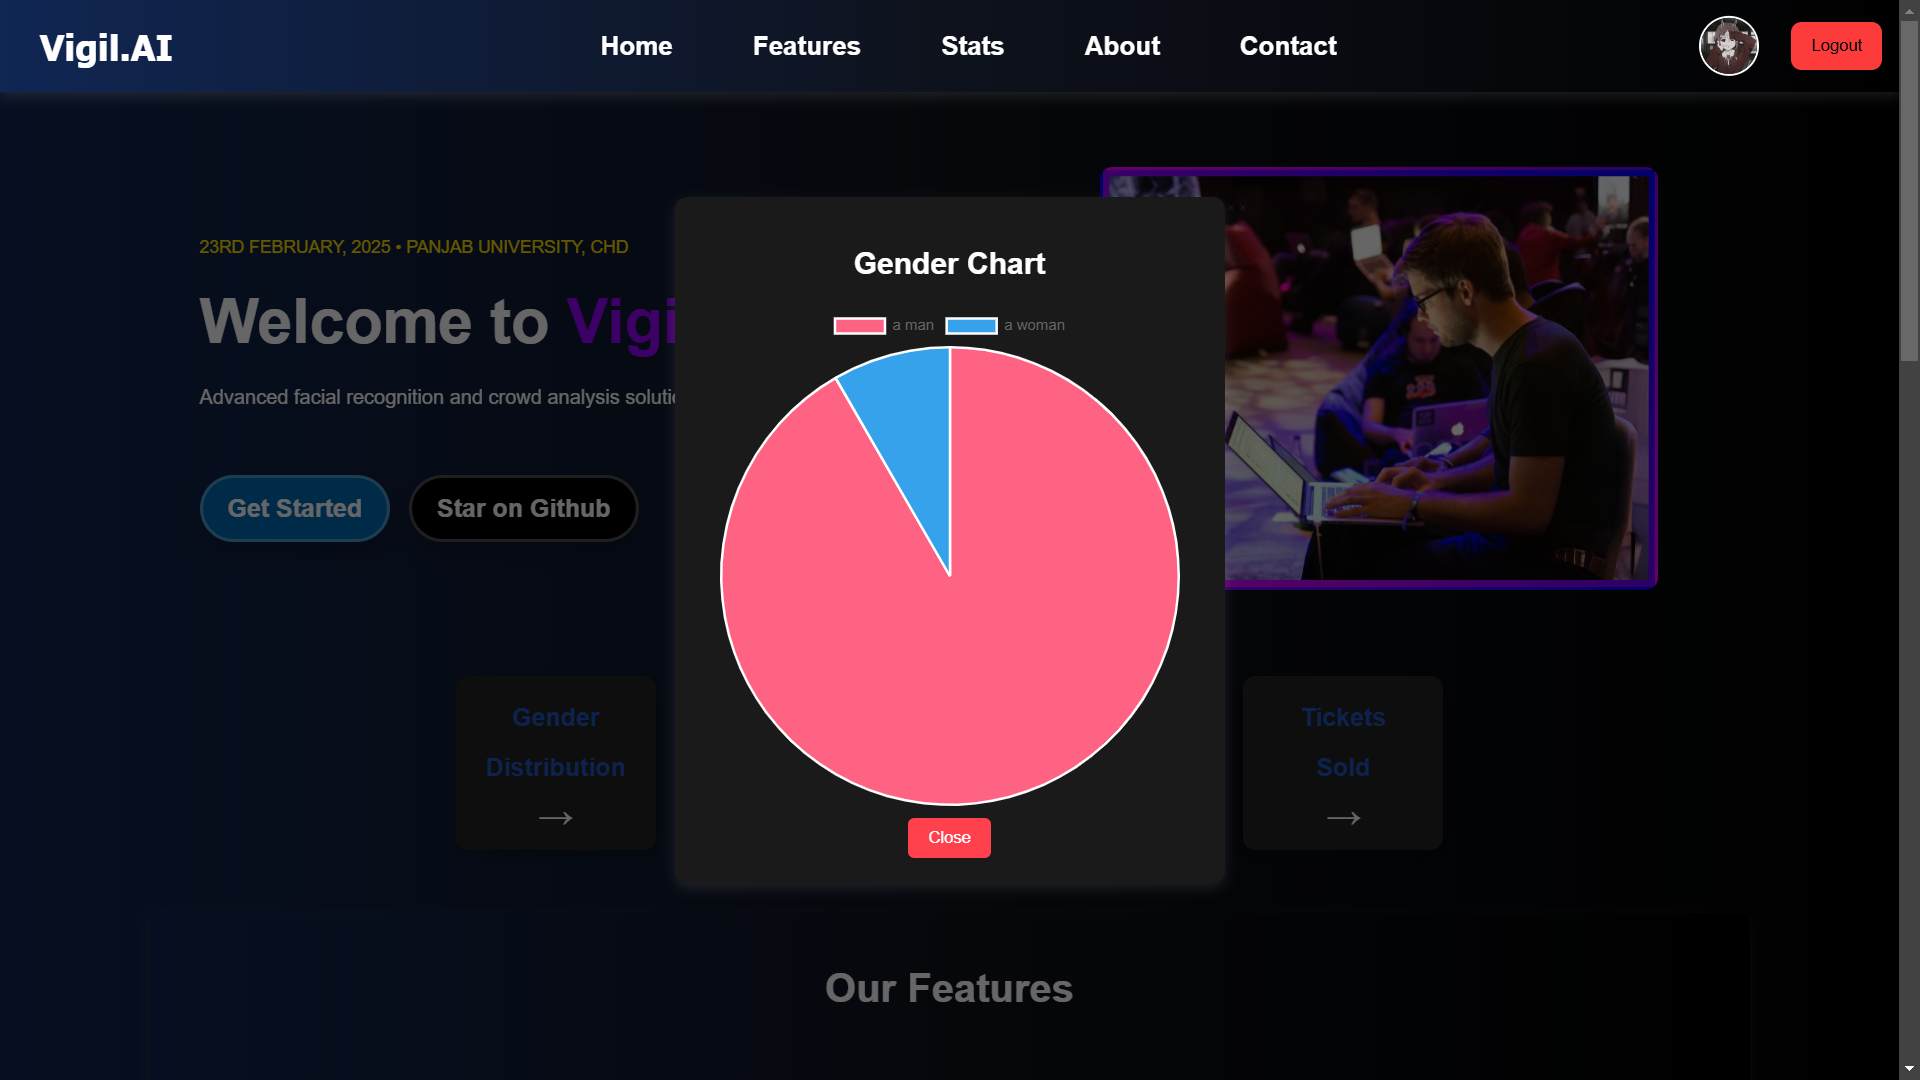 Vigil.AI
Home
Features
Stats
About
Contact
Logout
23RD FEBRUARY, 2025 • PANJAB UNIVERSITY, CHD
Welcome to Vigi
Advanced facial recognition and crowd analysis
Get Started
Star on Github
Gender Chart
a man
a woman
Close
Gender
Distribution
→
Tickets
Sold
→
Our Features